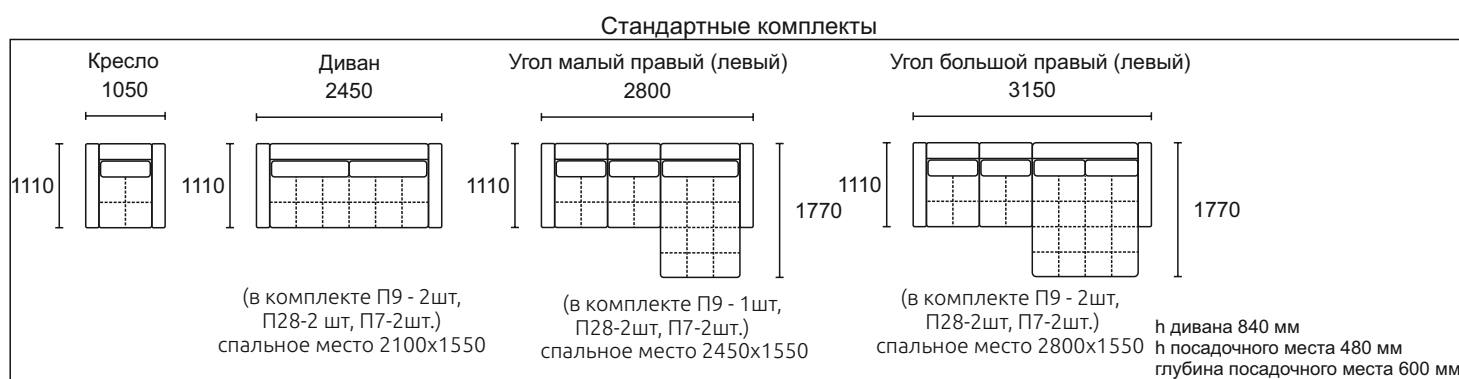 Стандартные комплекты
Кресло
1050
1110
Диван
2450
1110
(в комплекте П9 - 2шт,
П28-2 шт, П7-2шт.)
спальное место 2100х1550
Угол малый правый (левый)
2800
1110
1770
(в комплекте П9 - 1шт,
П28-2шт, П7-2шт.)
спальное место 2450х1550
Угол большой правый (левый)
3150
1110
1770
(в комплекте П9 - 2шт,
П28-2шт, П7-2шт.)
спальное место 2800х1550
h дивана 840 мм
h посадочного места 480 мм
глубина посадочного места 600 мм